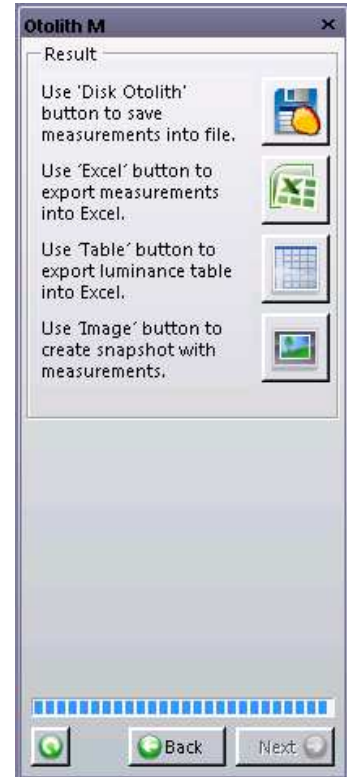 Otolith M
Result
Use 'Disk Otolith'
button to save
measurements into file.
Use 'Excel' button to
export measurements
into Excel.
Use 'Table' button to
export luminance table
into Excel.
Use 'Image' button to
create snapshot with
measurements.
Back
Next